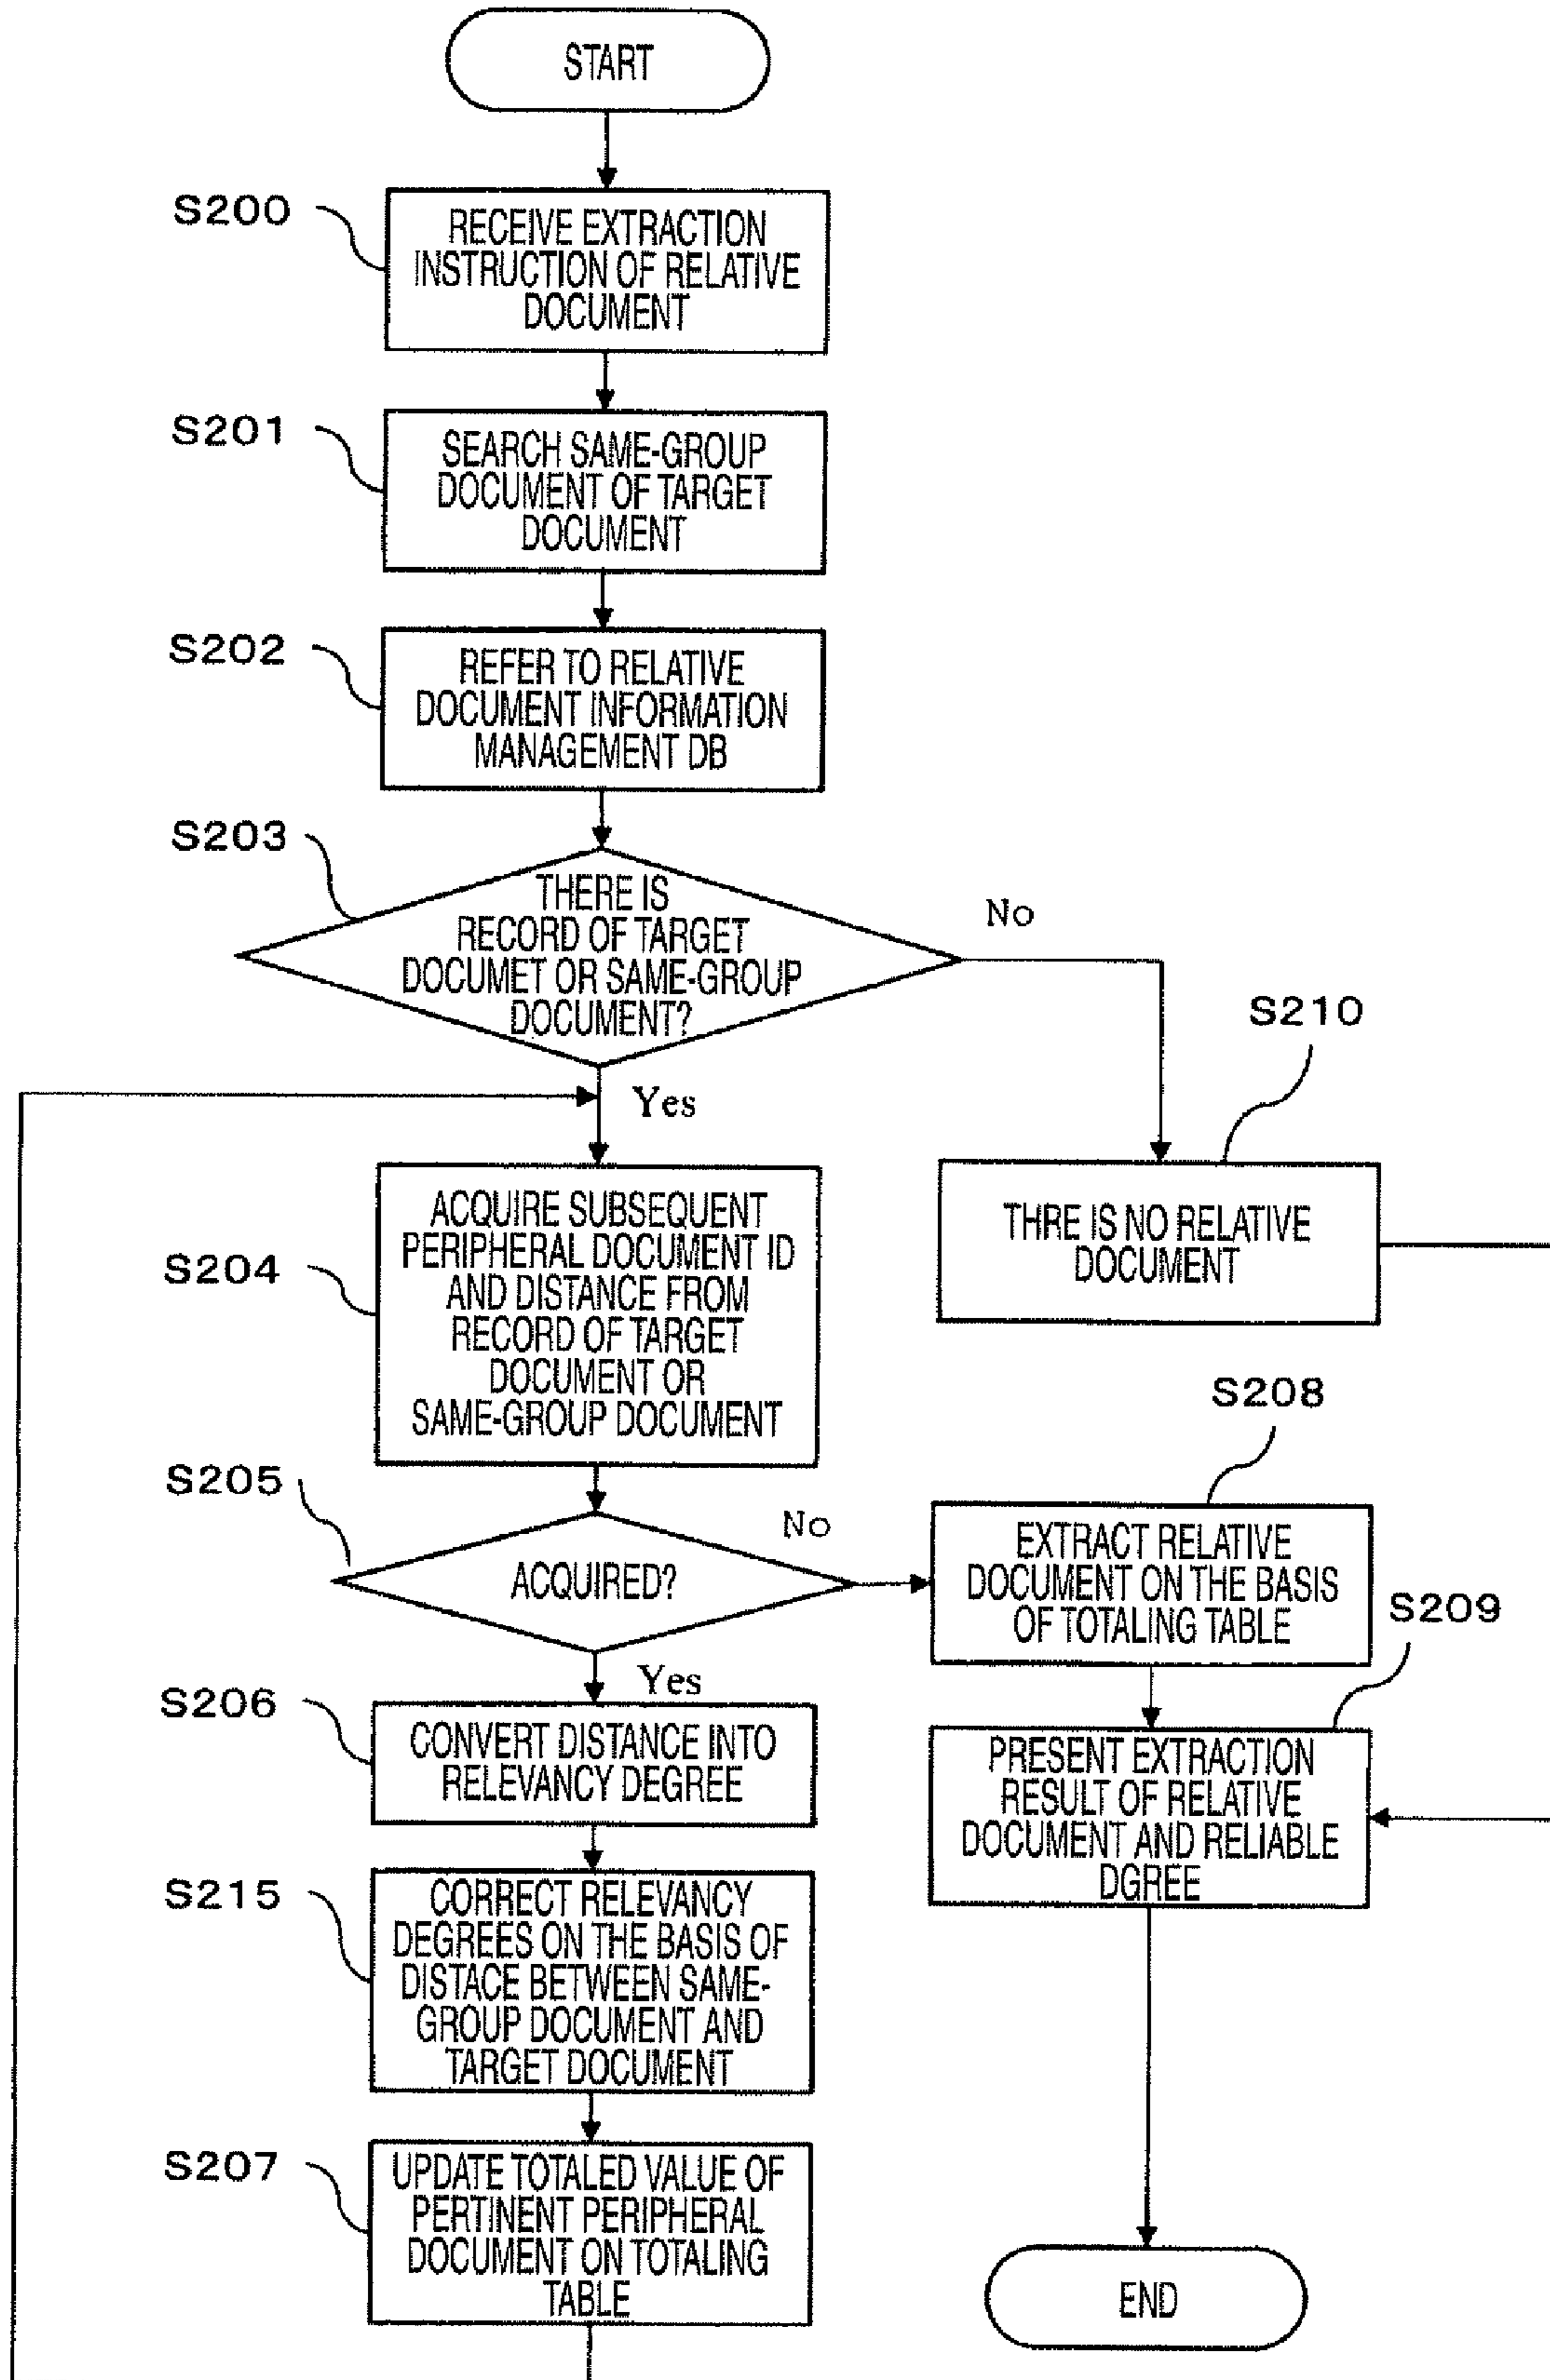 START
S200
RECEIVE EXTRACTION
INSTRUCTION OF RELATIVE
DOCUMENT
S201
SEARCH SAME-GROUP
DOCUMENT OF TARGET
DOCUMENT
S202
REFER TO RELATIVE
DOCUMENT INFORMATION
MANAGEMENT DB
S203
THERE IS
RECORD OF TARGET
DOCUMET OR SAME-GROUP
DOCUMENT?
No
Yes
S210
THRE IS NO RELATIVE
DOCUMENT
S204
ACQUIRE SUBSEQUENT
PERIPHERAL DOCUMENT ID
AND DISTANCE FROM
RECORD OF TARGET
DOCUMENT OR
SAME-GROUP DOCUMENT
S205
ACQUIRED?
No
Yes
S208
EXTRACT RELATIVE
DOCUMENT ON THE BASIS
OF TOTALING TABLE
S209
PRESENT EXTRACTION
RESULT OF RELATIVE
DOCUMENT AND RELIABLE
DGREE
S206
CONVERT DISTANCE INTO
RELEVANCY DEGREE
S215
CORRECT RELEVANCY
DEGREES ON THE BASIS OF
DISTACE BETWEEN SAME-
GROUP DOCUMENT AND
TARGET DOCUMENT
S207
UPDATE TOTALED VALUE OF
PERTINENT PERIPHERAL
DOCUMENT ON TOTALING
TABLE
END